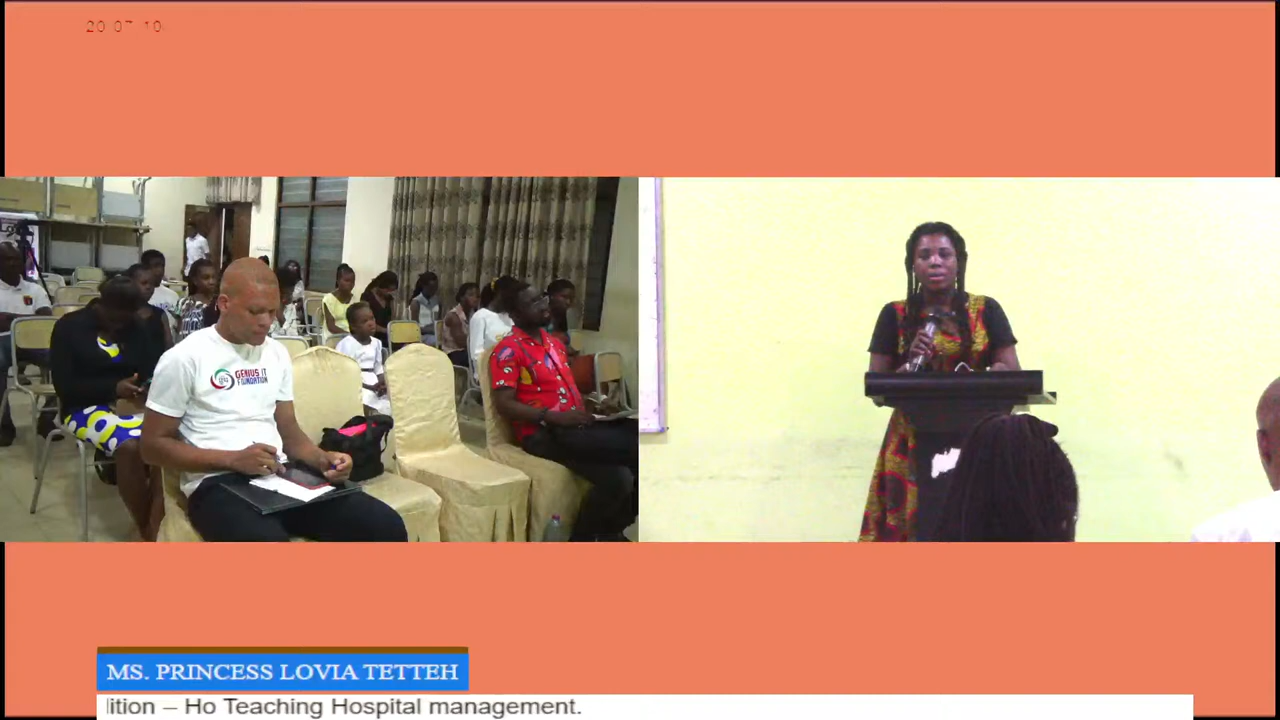 20 07 10
GENIUS IT
FOUNDATION
MS. PRINCESS LOVIA TETTEH
lition – Ho Teaching Hospital management.